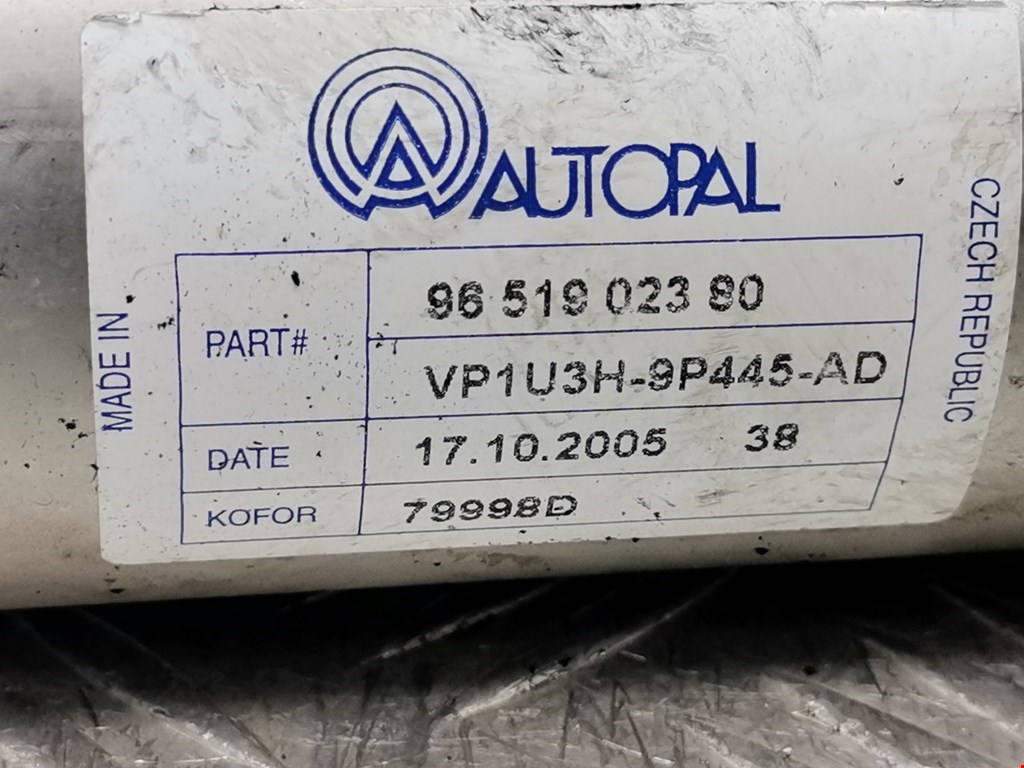 AUTOPAL
MADE IN
CZECH REPUBLIC
PART#
96 519 023 80
VP1U3H-9P445-AD
DATE 17.10.2005 38
KOFOR 79998D